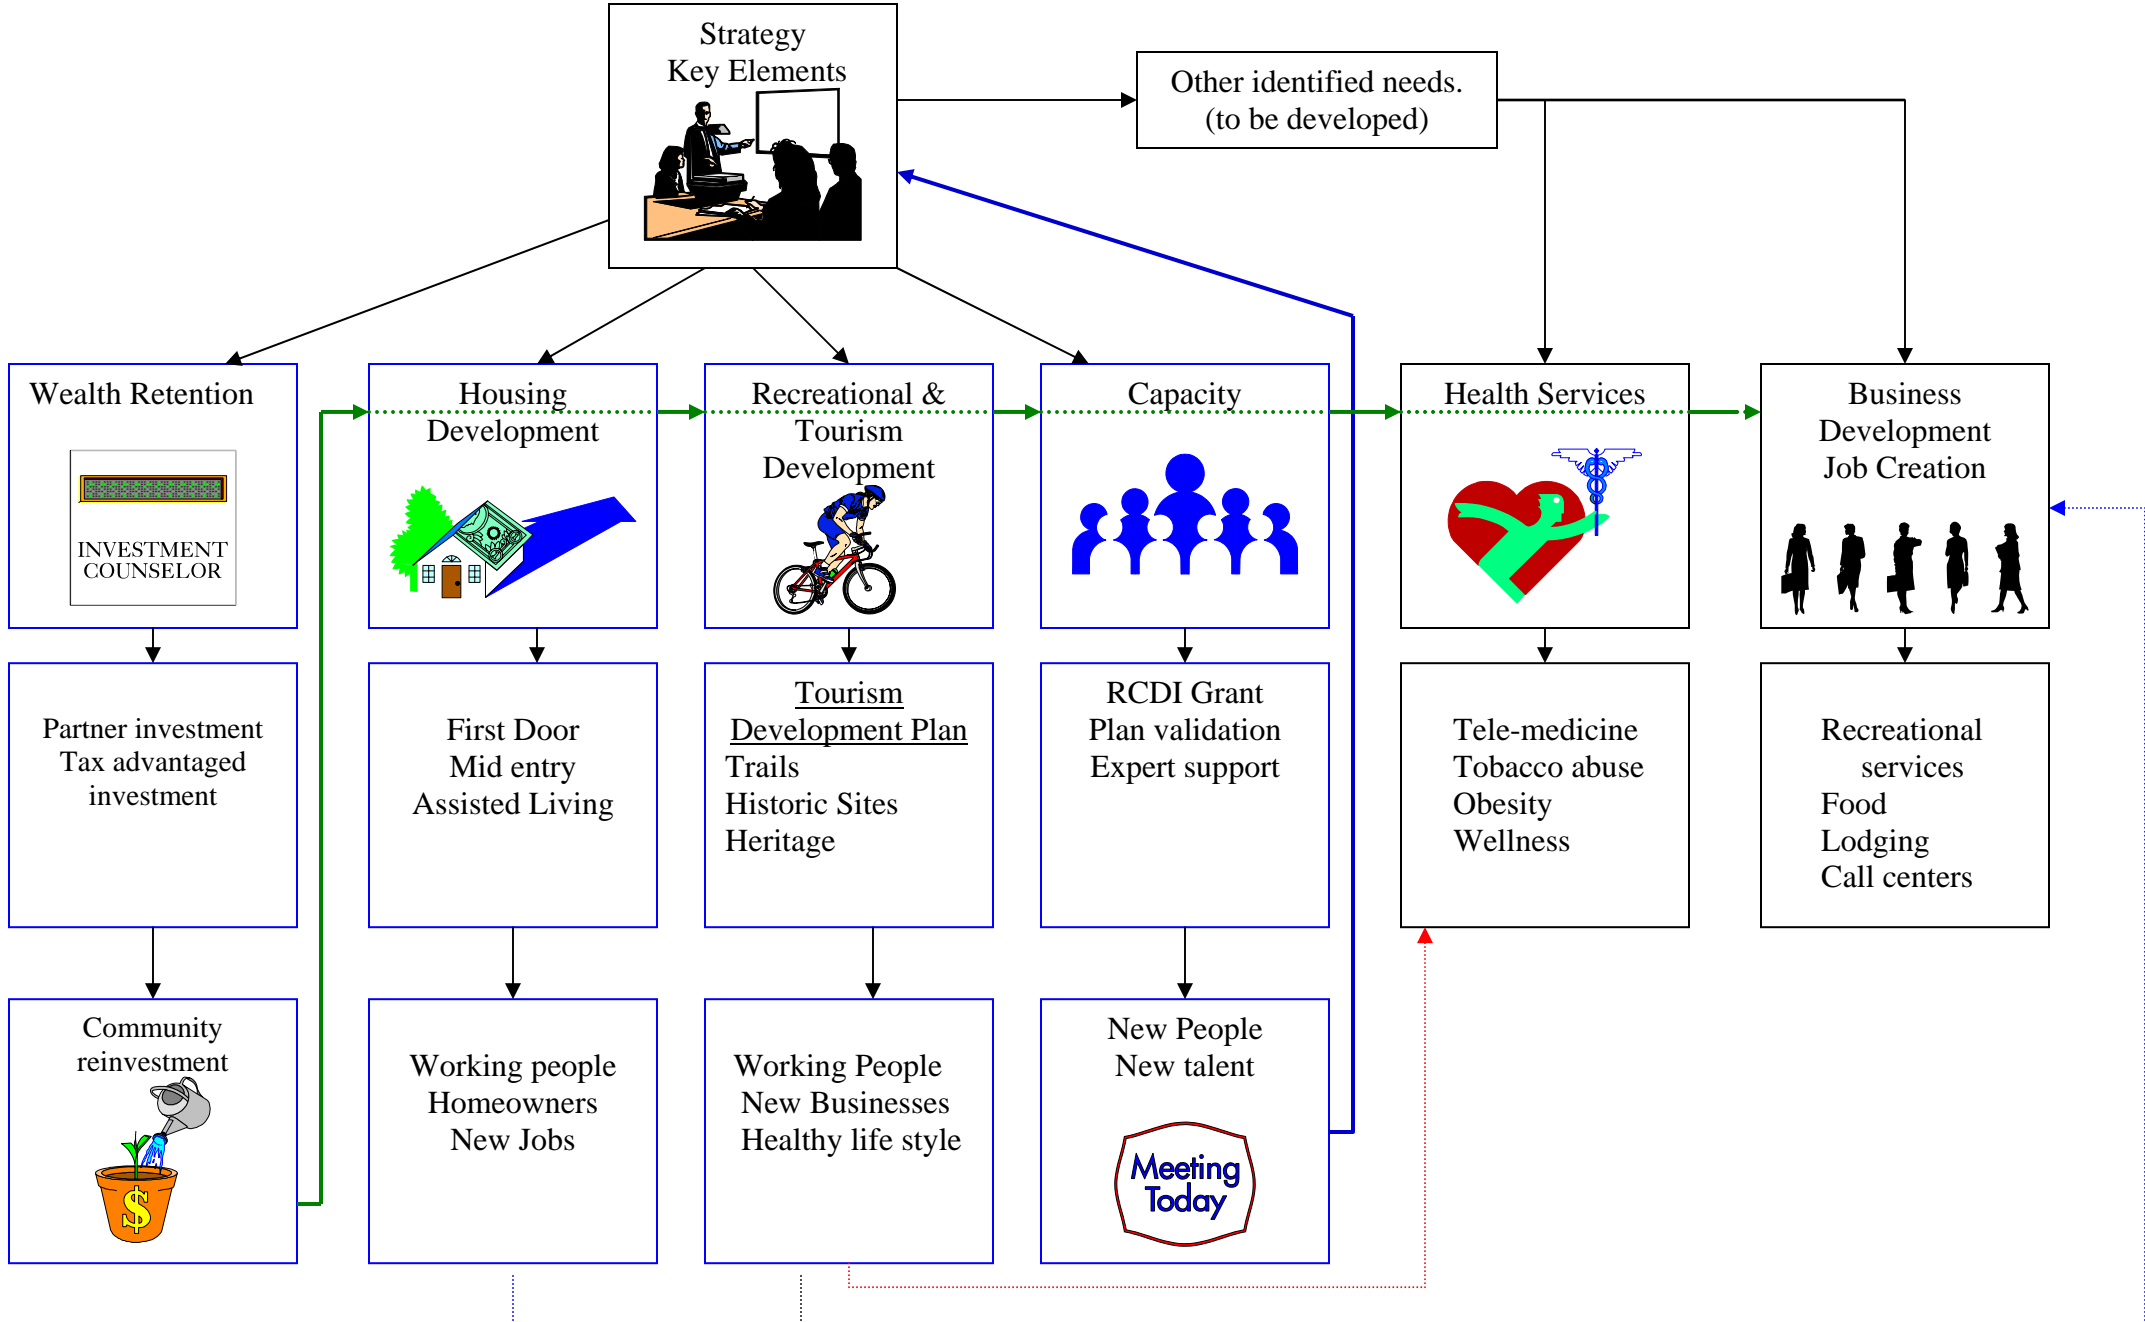 Strategy
Key Elements
Other identified needs.
(to be developed)
Wealth Retention
INVESTMENT
COUNSELOR
Housing
Development
Recreational &
Tourism
Development
Capacity
Health Services
Business
Development
Job Creation
Partner investment
Tax advantaged
investment
First Door
Mid entry
Assisted Living
Tourism
Development Plan
Trails
Historic Sites
Heritage
RCDI Grant
Plan validation
Expert support
Tele-medicine
Tobacco abuse
Obesity
Wellness
Recreational
services
Food
Lodging
Call centers
Community
reinvestment
$
Working people
Homeowners
New Jobs
Working People
New Businesses
Healthy life style
New People
New talent
Meeting
Today